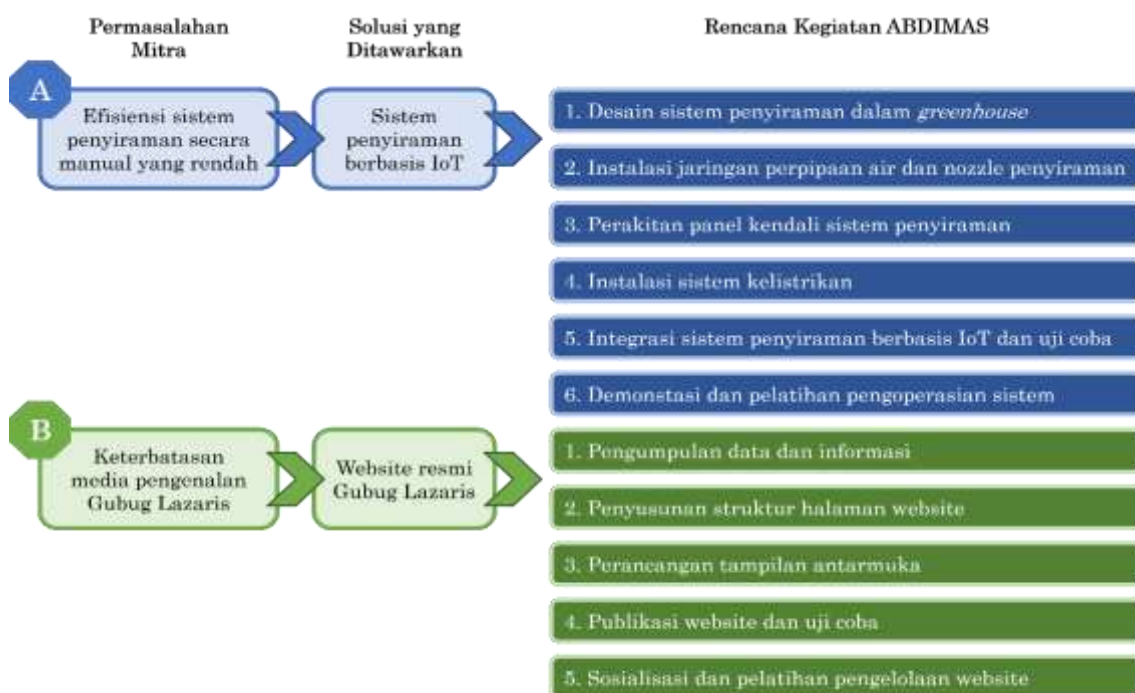 Permasalahan
Mitra
Solusi yang
Ditawarkan
Rencana Kegiatan ABDIMAS
A
Efisiensi sistem
penyiraman secara
manual yang rendah
Sistem
penyiraman
berbasis IoT
1. Desain sistem penyiraman dalam greenhouse
2. Instalasi jaringan perpipaan air dan nozzle penyiraman
3. Perakitan panel kendali sistem penyiraman
4. Instalasi sistem kelistrikan
5. Integrasi sistem penyiraman berbasis IoT dan uji coba
6. Demonstasi dan pelatihan pengoperasian sistem
B
Keterbatasan
media pengenalan
Gubug Lazaris
Website resmi
Gubug Lazaris
1. Pengumpulan data dan informasi
2. Penyusunan struktur halaman website
3. Perancangan tampilan antarmuka
4. Publikasi website dan uji coba
5. Sosialisasi dan pelatihan pengelolaan website